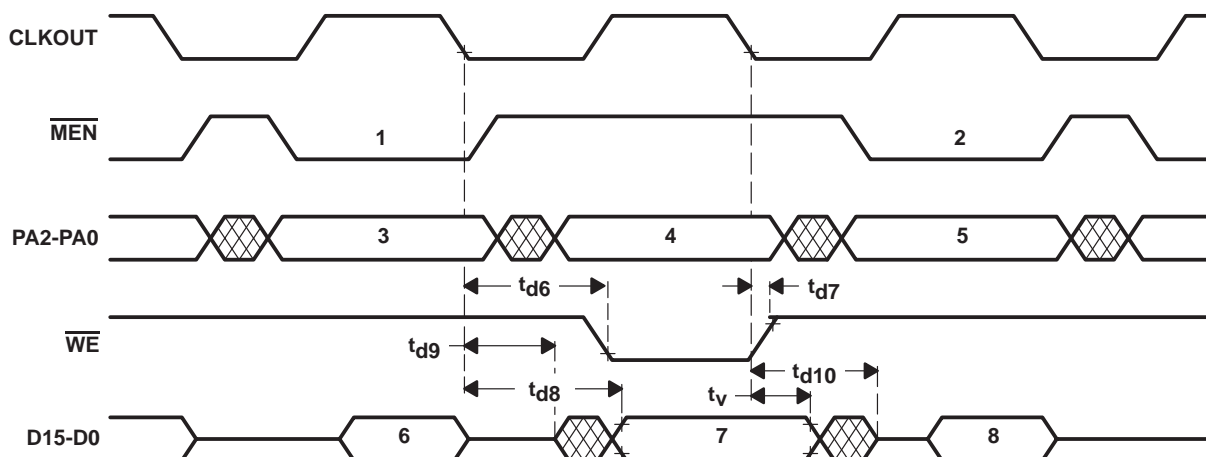 CLKOUT
MEN
1
2
PA2-PA0
3
4
5
td6
td7
WE
td9
td10
td8
tv
D15-D0
6
7
8